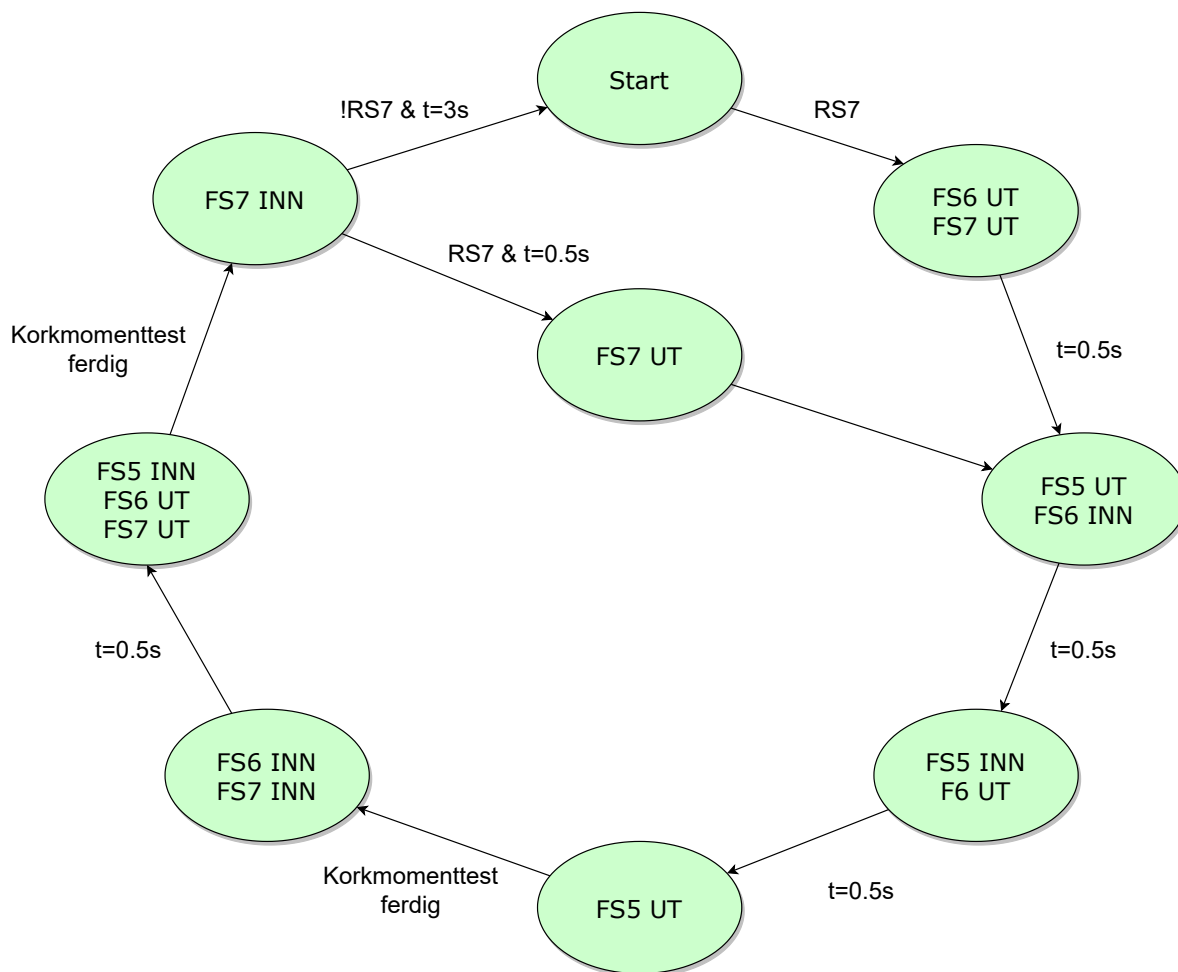 Start
!RS7 & t=3s
RS7
FS7 INN
FS6 UT
FS7 UT
RS7 & t=0.5s
Korkmomenttest
ferdig
FS7 UT
t=0.5s
FS5 INN
FS6 UT
FS7 UT
FS5 UT
FS6 INN
t=0.5s
t=0.5s
FS6 INN
FS7 INN
FS5 INN
F6 UT
Korkmomenttest
ferdig
FS5 UT
t=0.5s